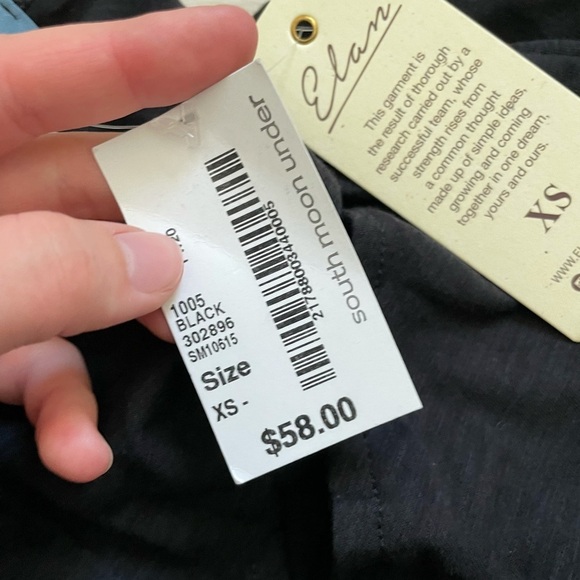 Elan
This garment is
the result of thorough
research carried out by a
successful team, whose
strength rises from
a common thought
made up of simple ideas,
growing and coming
together in one dream,
yours and ours.
XS
south moon under
1005
BLACK
302896
SM10615
Size
XS -
$58.00